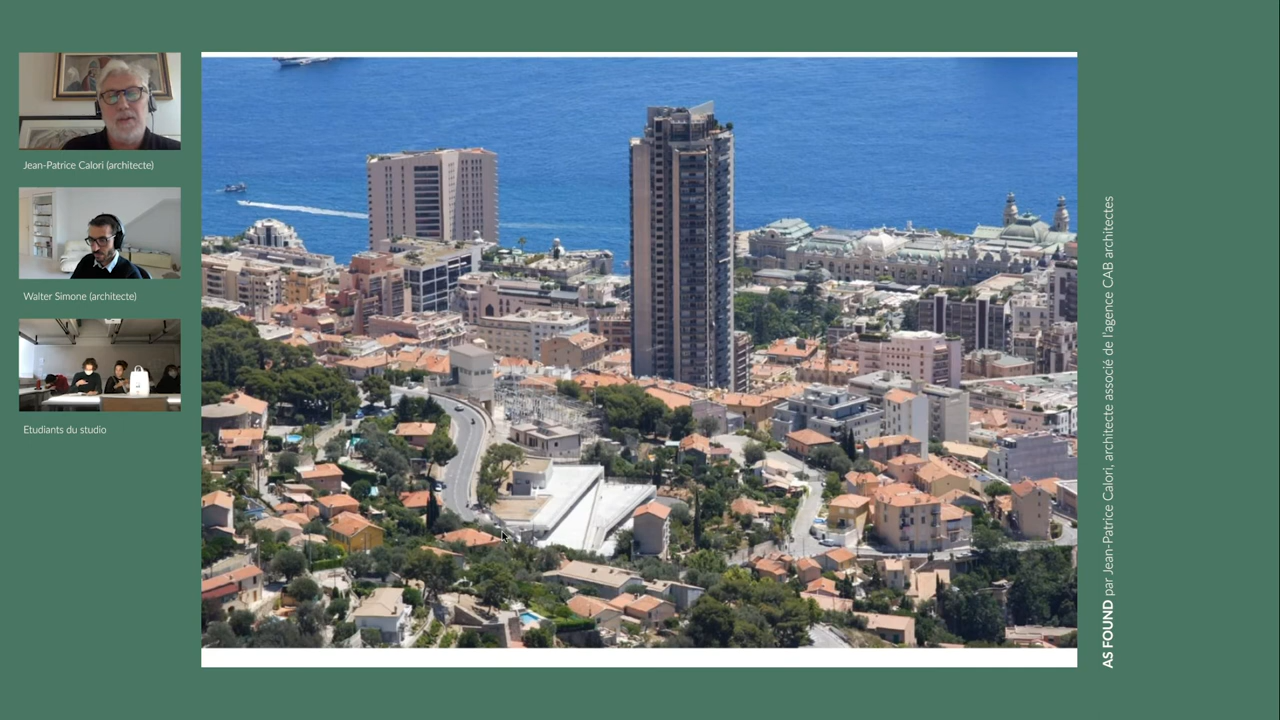 Jean-Patrice Calori (architecte)
Walter Simone (architecte)
Etudiants du studio
AS FOUND par Jean-Patrice Calori, architecte associé de l'agence CAB architectes